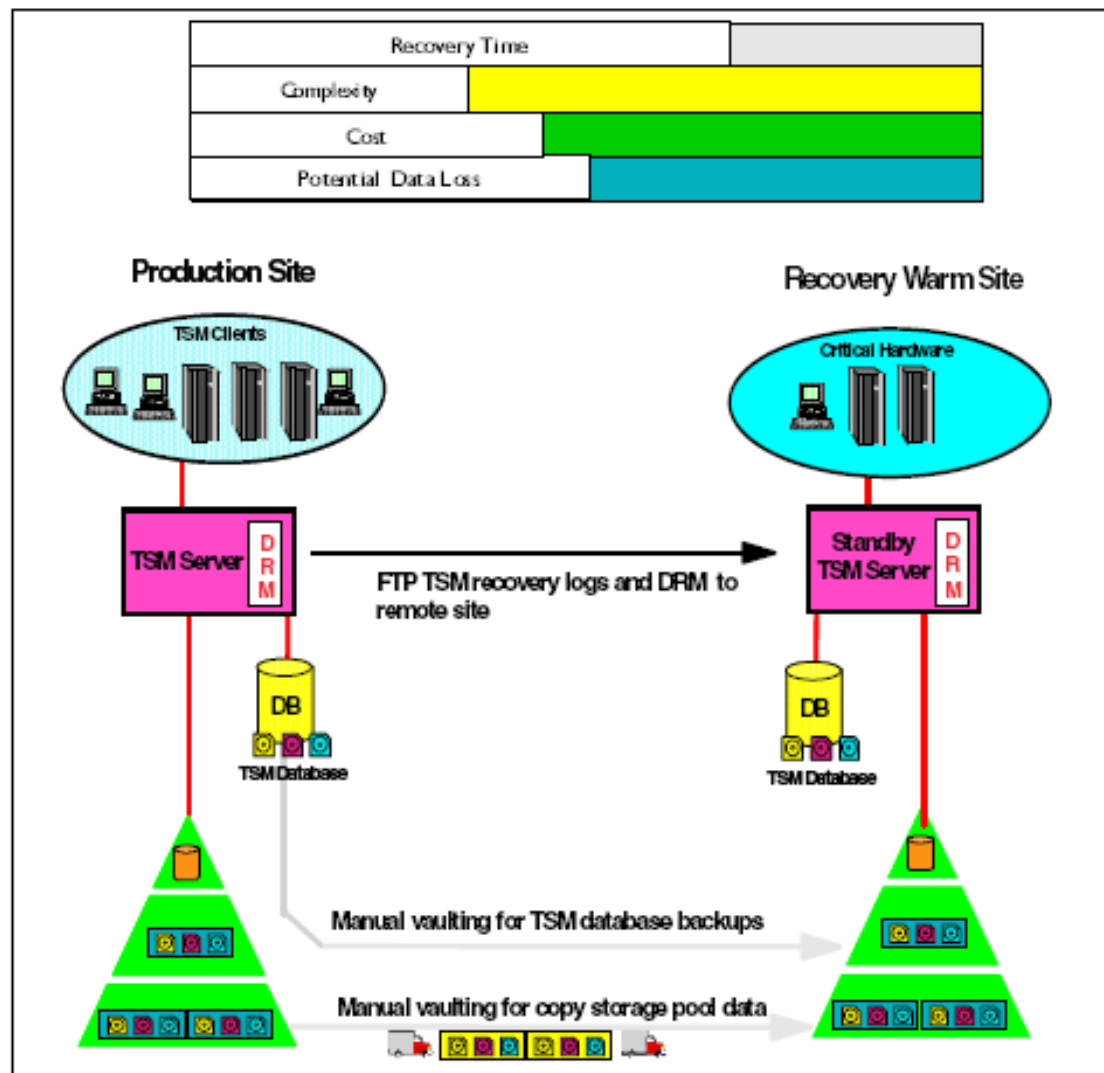 Recovery Time
Complexity
Cost
Potential Data Loss
Production Site
Recovery Warm Site
TSM Clients
Critical Hardware
TSM Server
DRM
FTP TSM recovery logs and DRM to
remote site
Standby
TSM Server
DRM
DB
TSM Database
DB
TSM Database
Manual vaulting for TSM database backups
Manual vaulting for copy storage pool data